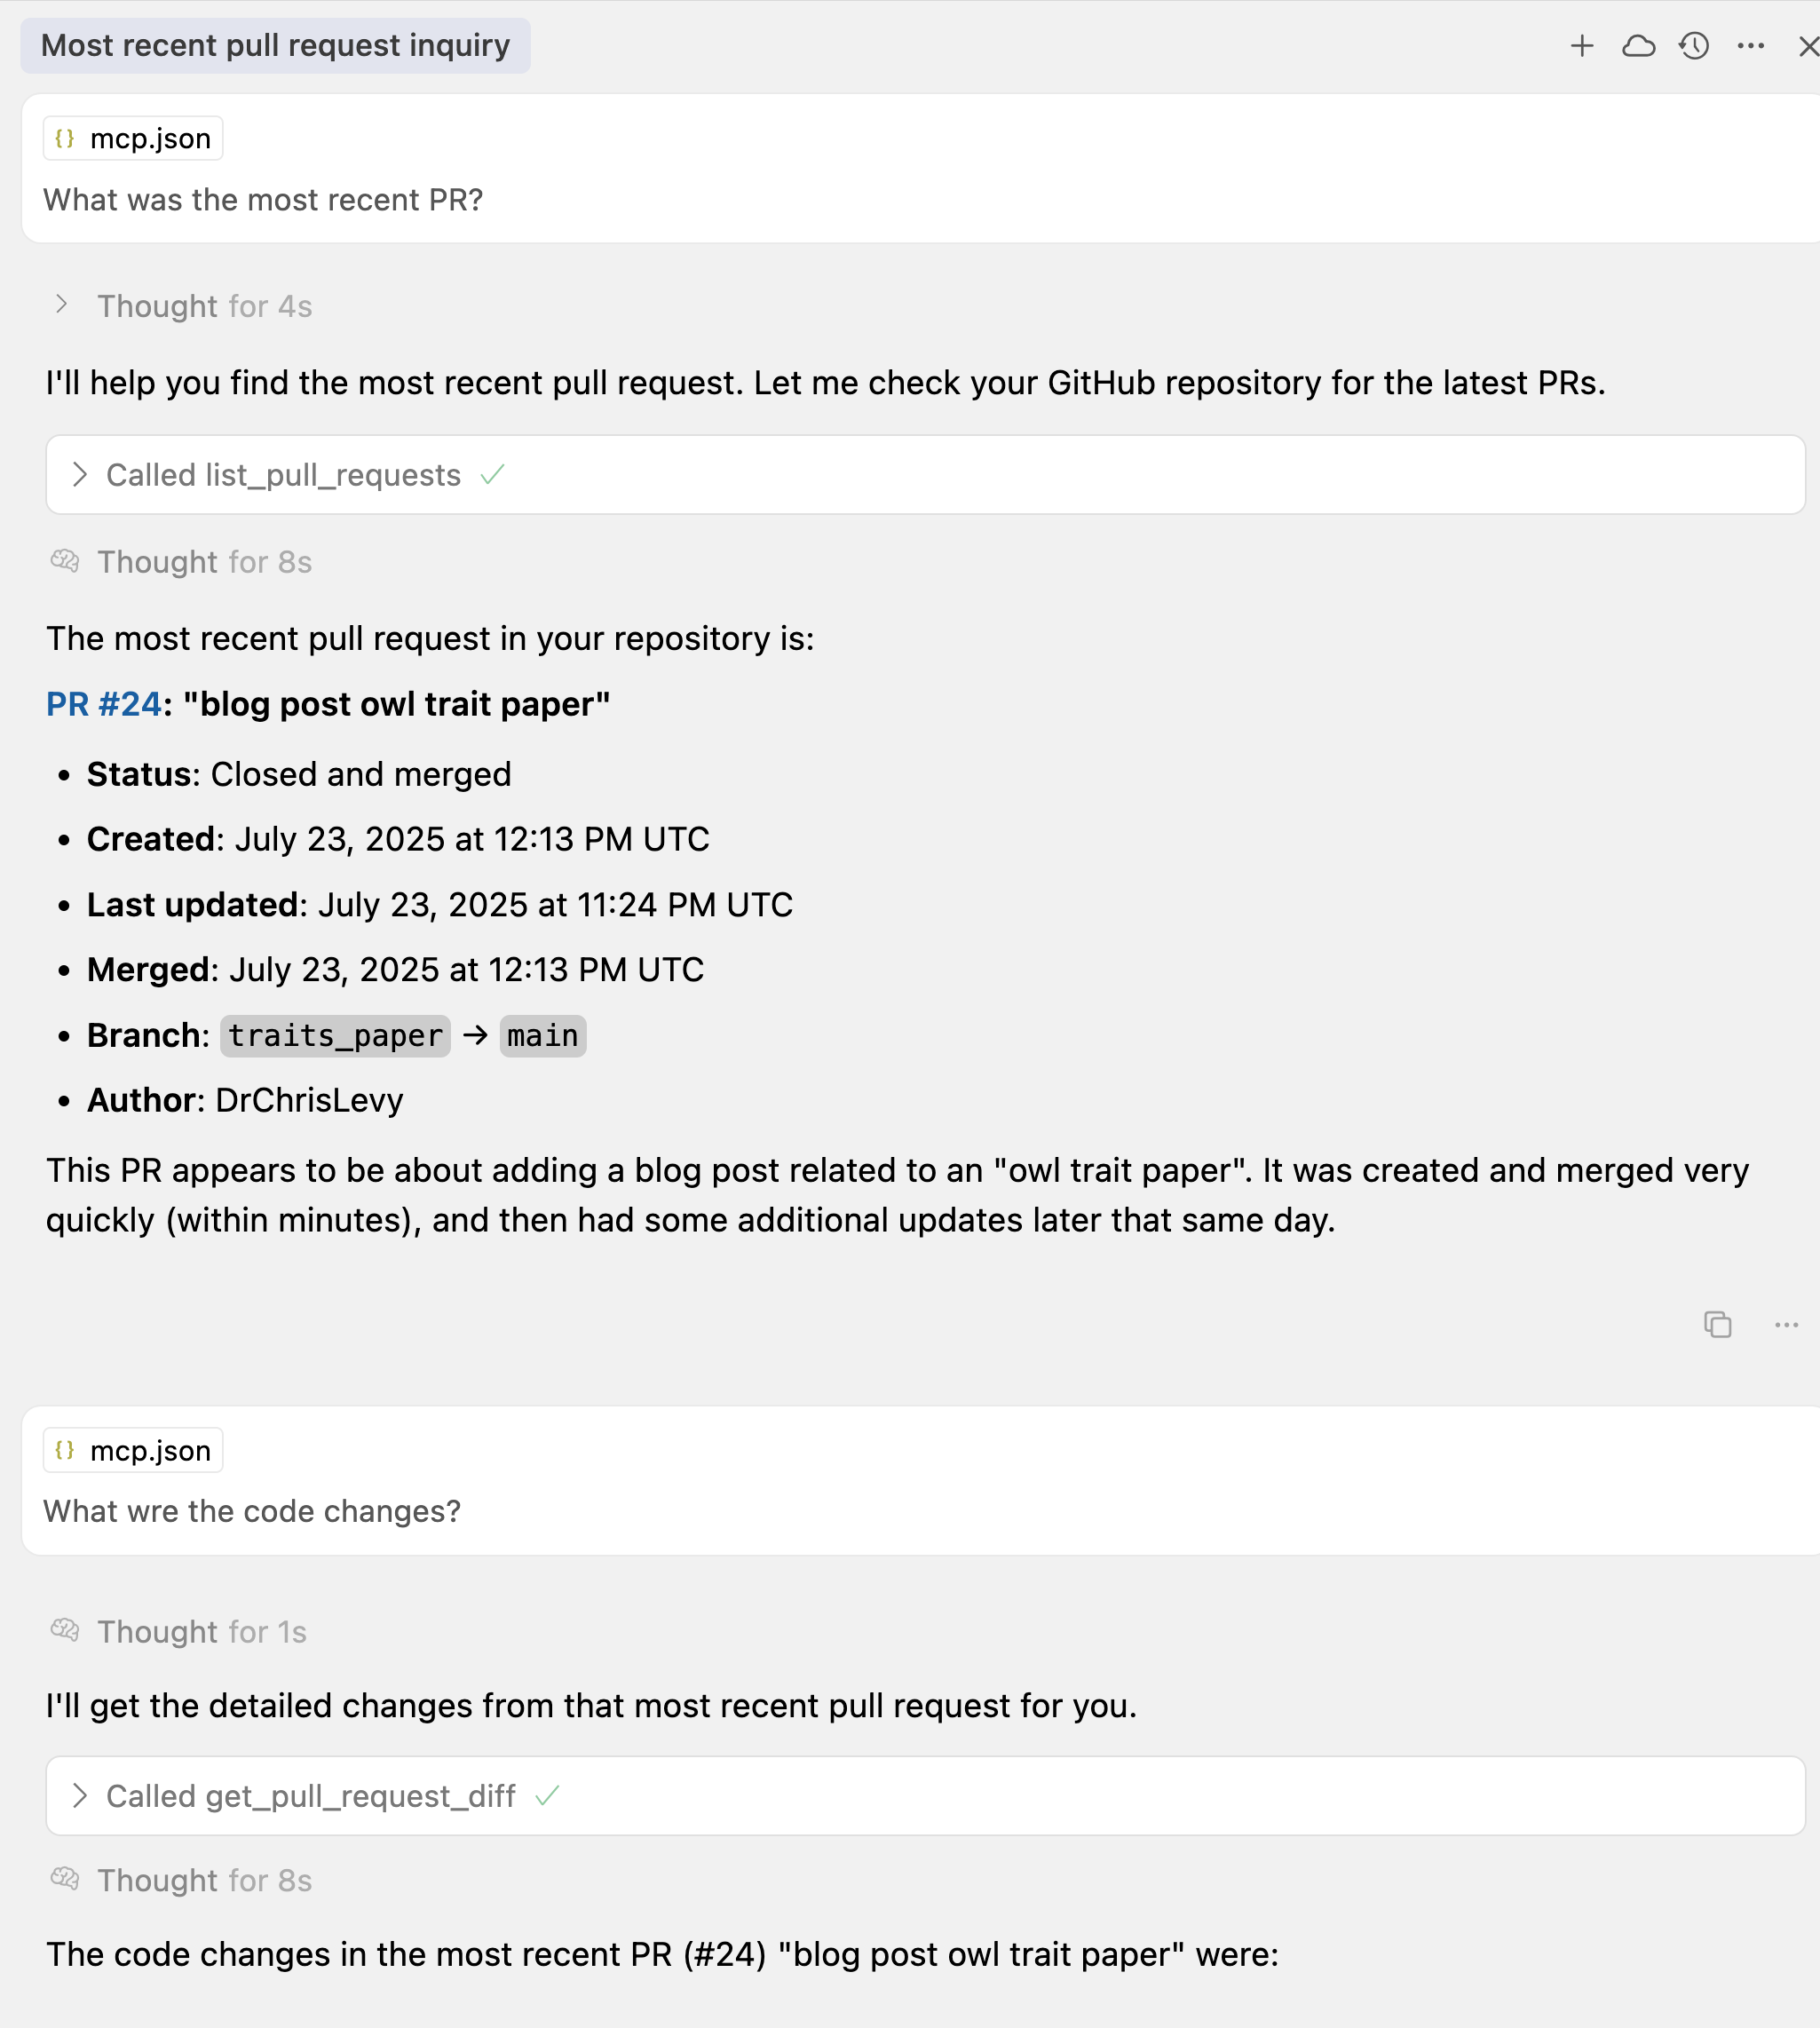 Most recent pull request inquiry
{} mcp.json
What was the most recent PR?
Thought for 4s
I'll help you find the most recent pull request. Let me check your GitHub repository for the latest PRs.
Called list_pull_requests
Thought for 8s
The most recent pull request in your repository is:
PR #24: "blog post owl trait paper"
• Status: Closed and merged
• Created: July 23, 2025 at 12:13 PM UTC
• Last updated: July 23, 2025 at 11:24 PM UTC
• Merged: July 23, 2025 at 12:13 PM UTC
• Branch: traits_paper → main
• Author: DrChrisLevy
This PR appears to be about adding a blog post related to an "owl trait paper". It was created and merged very
quickly (within minutes), and then had some additional updates later that same day.
{} mcp.json
What wre the code changes?
Thought for 1s
I'll get the detailed changes from that most recent pull request for you.
Called get_pull_request_diff
Thought for 8s
The code changes in the most recent PR (#24) "blog post owl trait paper" were: